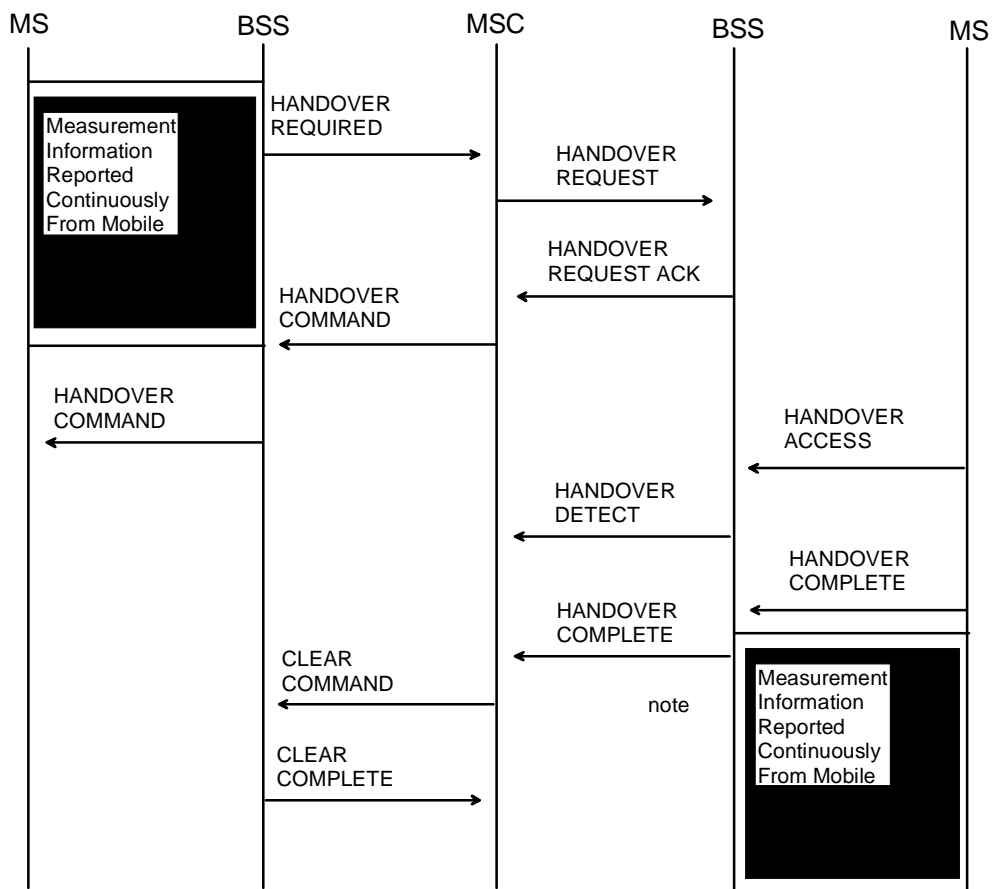 MS
BSS
MSC
BSS
MS
HANDOVER
REQUIRED
Measurement
Information
Reported
Continuously
From Mobile
HANDOVER
REQUEST
HANDOVER
REQUEST ACK
HANDOVER
COMMAND
HANDOVER
COMMAND
HANDOVER
ACCESS
HANDOVER
DETECT
HANDOVER
COMPLETE
HANDOVER
COMPLETE
CLEAR
COMMAND
note
Measurement
Information
Reported
Continuously
From Mobile
CLEAR
COMPLETE